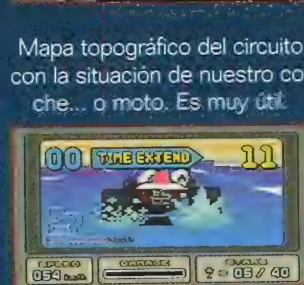 Mapa topográfico del circuito
con la situación de nuestro co
che... o moto. Es muy útil.
00 TIME EXTEND 11
SPEED DAMAGE
054 ? = 05 / 40